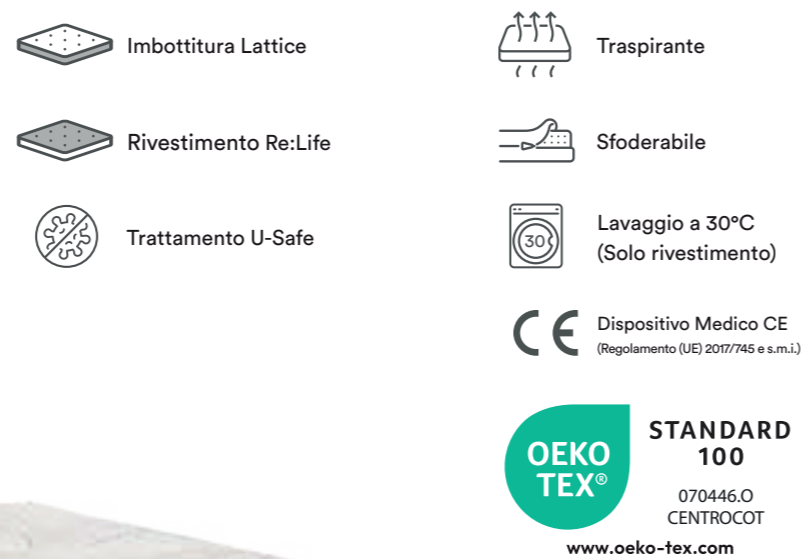 Imbottitura Lattice
Rivestimento Re:Life
Trattamento U-Safe
Traspirante
Sfoderabile
30
Lavaggio a 30°C
(Solo rivestimento)
CE
Dispositivo Medico CE
(Regolamento (UE) 2017/745 e s.m.i.)
OEKO
TEX®
STANDARD
100
070446.O
CENTROCOT
www.oeko-tex.com